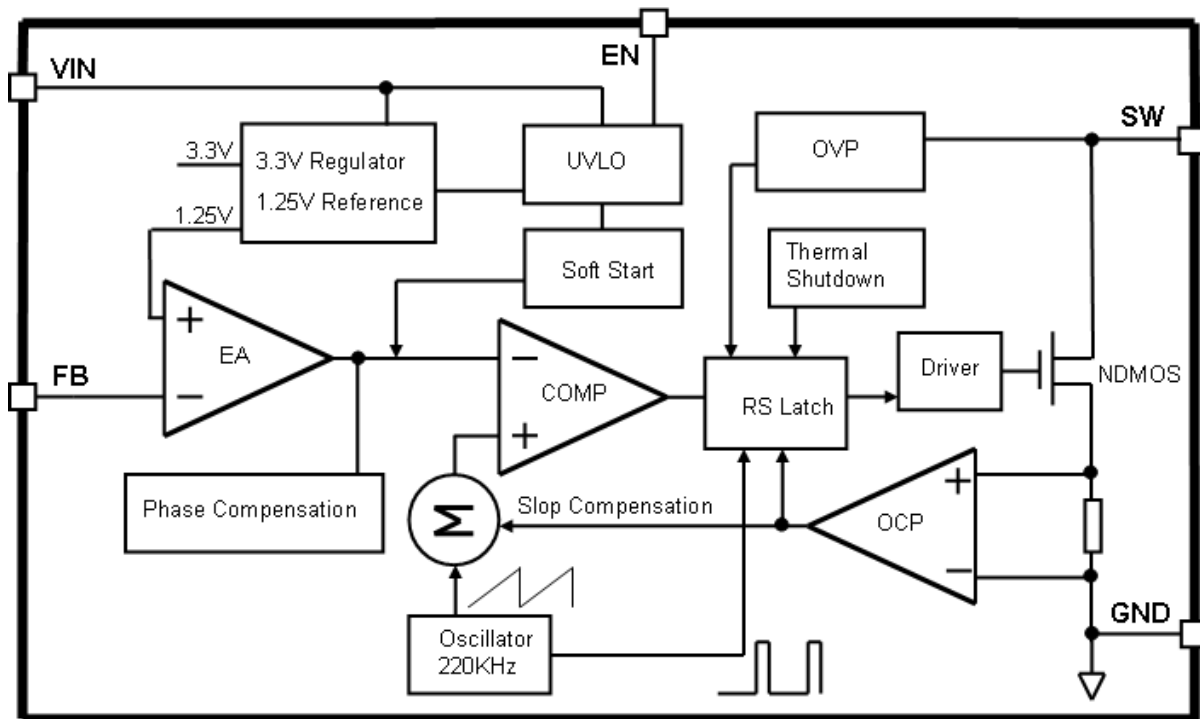 EN
VIN
SW
3.3V
3.3V Regulator
1.25V Reference
1.25V
UVLO
OVP
Soft Start
Thermal
Shutdown
+
EA
−
FB
−
COMP
+
RS Latch
Driver
NDMOS
Phase Compensation
Σ
Slop Compensation
+
OCP
−
GND
Oscillator
220KHz